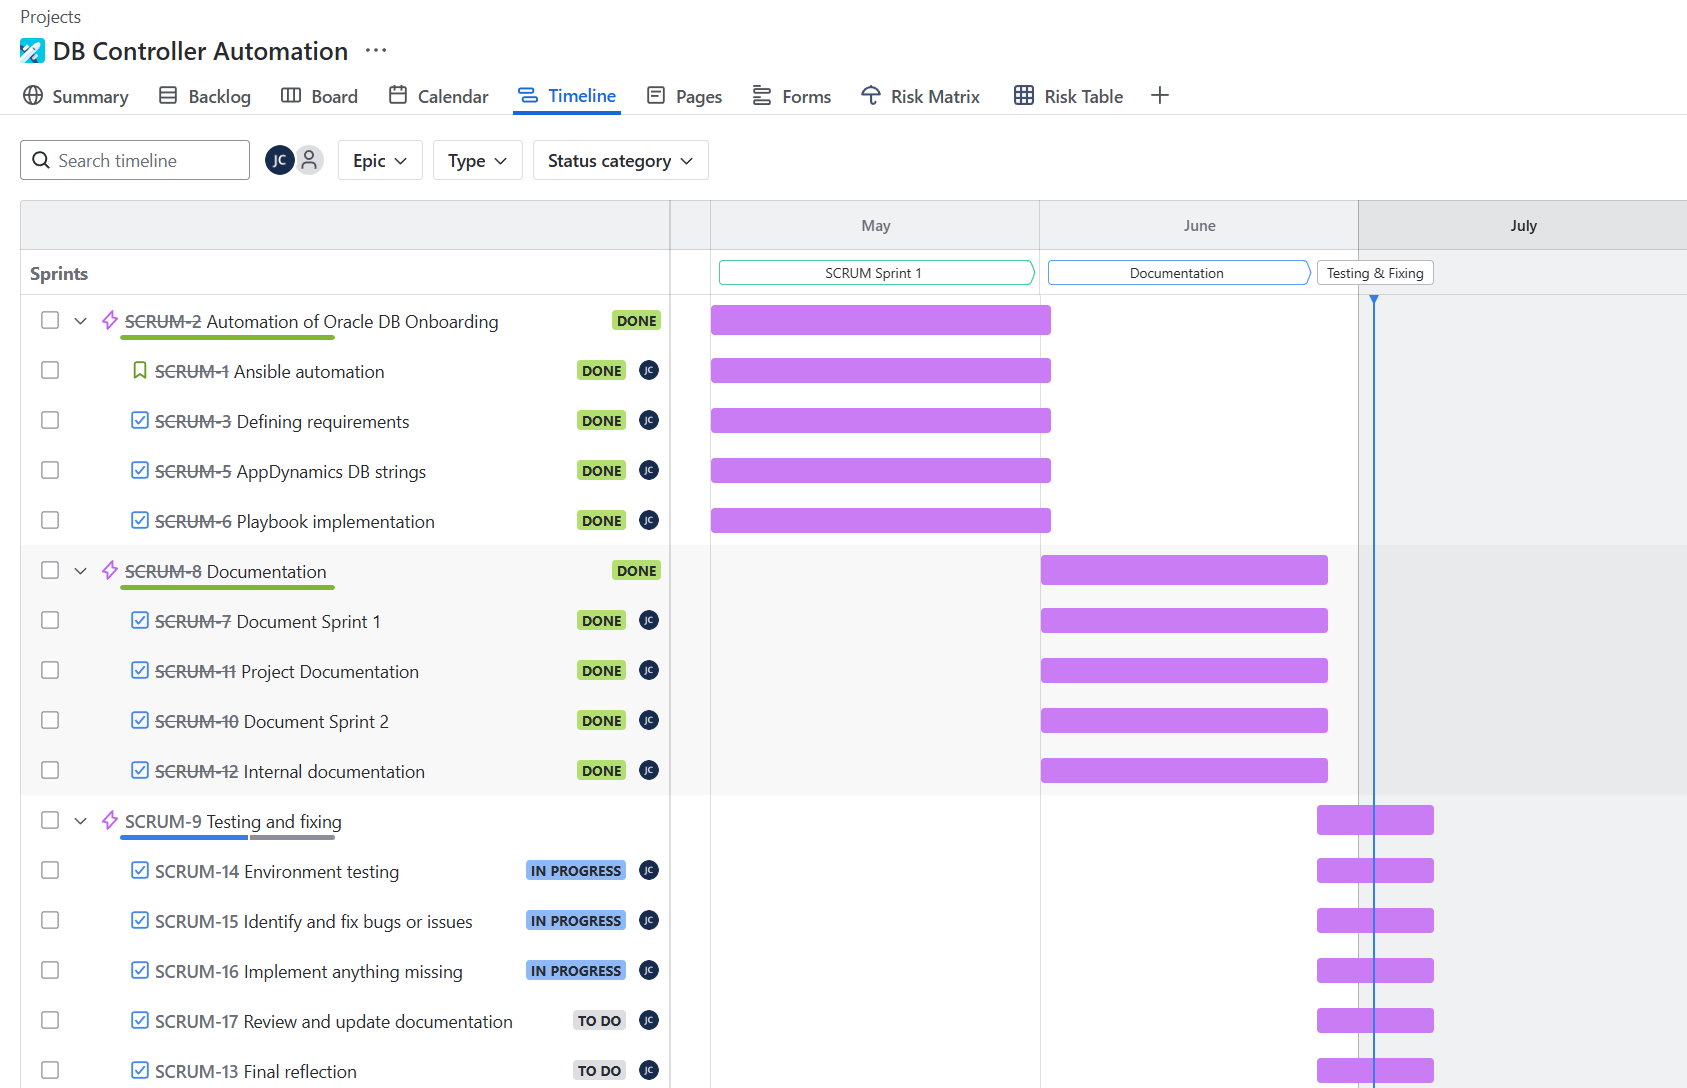 Projects
DB Controller Automation ···
Summary Backlog Board Calendar Timeline Pages Forms Risk Matrix Risk Table
Search timeline JC Epic Type Status category
May June July
Sprints SCRUM Sprint 1 Documentation Testing & Fixing
SCRUM-2 Automation of Oracle DB Onboarding DONE
SCRUM-1 Ansible automation DONE JC
SCRUM-3 Defining requirements DONE JC
SCRUM-5 AppDynamics DB strings DONE JC
SCRUM-6 Playbook implementation DONE JC
SCRUM-8 Documentation DONE
SCRUM-7 Document Sprint 1 DONE JC
SCRUM-11 Project Documentation DONE JC
SCRUM-10 Document Sprint 2 DONE JC
SCRUM-12 Internal documentation DONE JC
SCRUM-9 Testing and fixing
SCRUM-14 Environment testing IN PROGRESS JC
SCRUM-15 Identify and fix bugs or issues IN PROGRESS JC
SCRUM-16 Implement anything missing IN PROGRESS JC
SCRUM-17 Review and update documentation TO DO JC
SCRUM-13 Final reflection TO DO JC